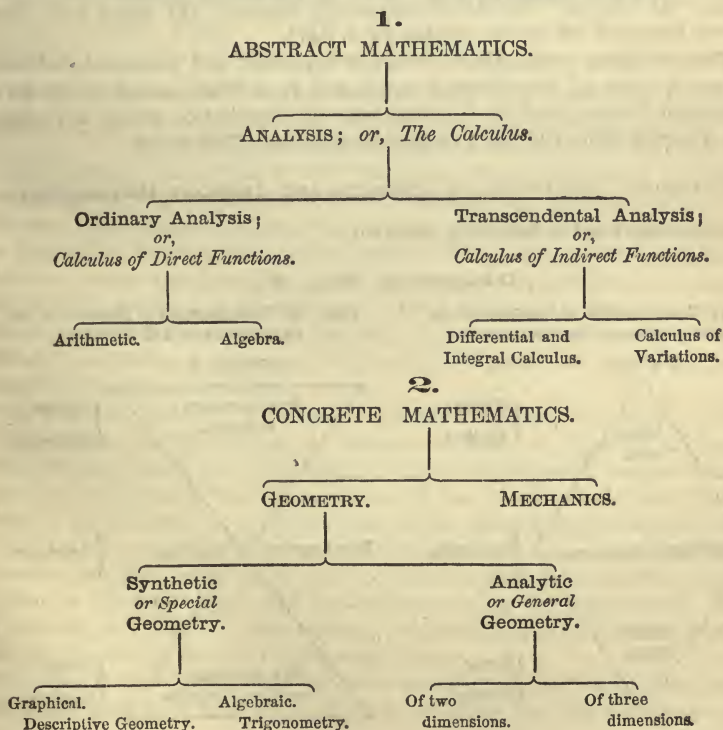 1.
ABSTRACT MATHEMATICS.
ANALYSIS; or, The Calculus.
Ordinary Analysis;
or,
Calculus of Direct Functions.
Transcendental Analysis;
or,
Calculus of Indirect Functions.
Arithmetic. Algebra.
Differential and
Integral Calculus.
Calculus of
Variations.
2.
CONCRETE MATHEMATICS.
GEOMETRY. MECHANICS.
Synthetic
or Special
Geometry.
Analytic
or General
Geometry.
Graphical.
Descriptive Geometry.
Algebraic.
Trigonometry.
Of two
dimensions.
Of three
dimensions.